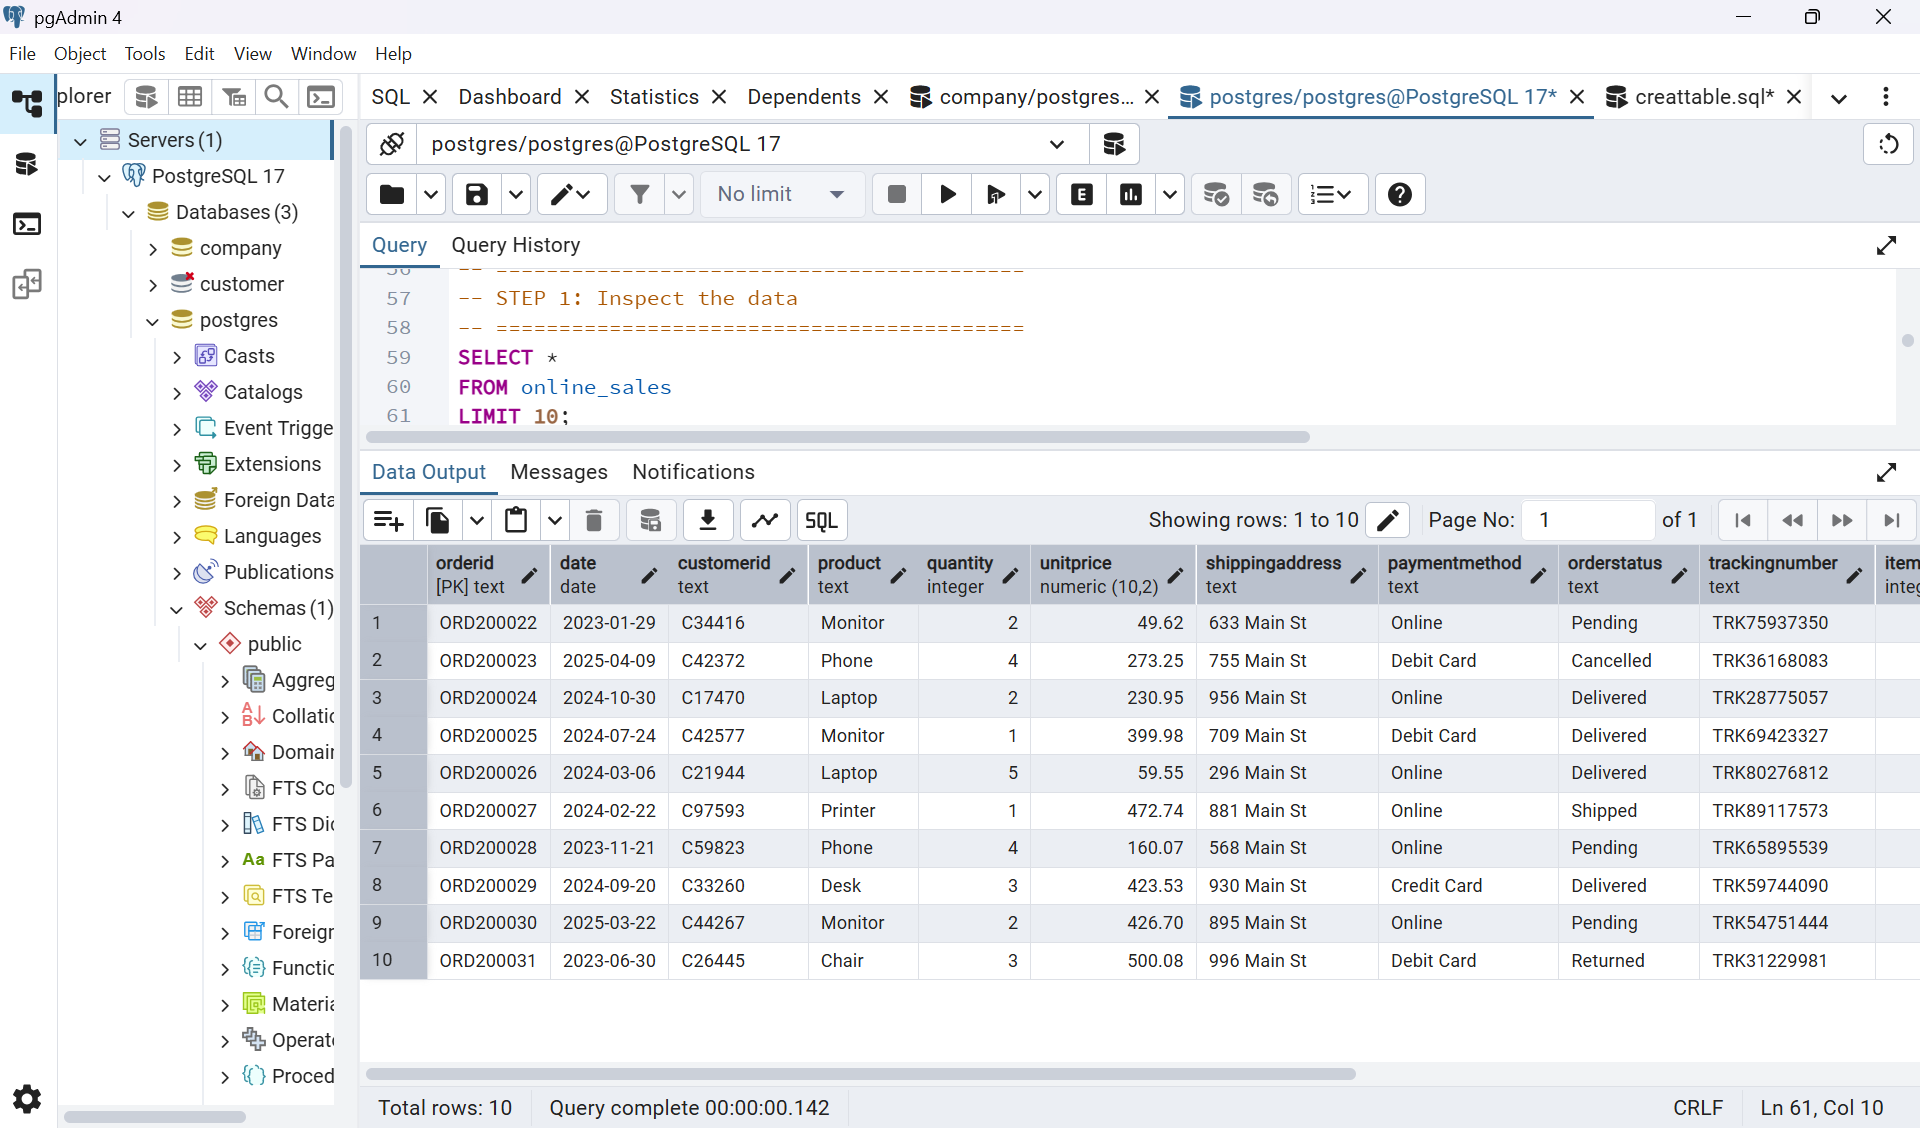 pgAdmin 4
File Object Tools Edit View Window Help
plorer
SQL Dashboard Statistics Dependents company/postgres... postgres/postgres@PostgreSQL 17* creattable.sql*
Servers (1)
PostgreSQL 17
Databases (3)
company
customer
postgres
Casts
Catalogs
Event Trigge
Extensions
Foreign Data
Languages
Publications
Schemas (1)
public
Aggreg
Collatio
Domain
FTS Co
FTS Dic
Aa FTS Pa
FTS Te
Foreign
Functio
Materia
Operato
Proced
postgres/postgres@PostgreSQL 17
No limit
Query Query History
56 -- ==========================================
57 -- STEP 1: Inspect the data
58 -- ==========================================
59 SELECT *
60 FROM online_sales
61 LIMIT 10;
Data Output Messages Notifications
SQL Showing rows: 1 to 10 Page No: 1 of 1
orderid date customerid product quantity unitprice shippingaddress paymentmethod orderstatus trackingnumber item
[PK] text date text text integer numeric (10,2) text text text text integ
1 ORD200022 2023-01-29 C34416 Monitor 2 49.62 633 Main St Online Pending TRK75937350
2 ORD200023 2025-04-09 C42372 Phone 4 273.25 755 Main St Debit Card Cancelled TRK36168083
3 ORD200024 2024-10-30 C17470 Laptop 2 230.95 956 Main St Online Delivered TRK28775057
4 ORD200025 2024-07-24 C42577 Monitor 1 399.98 709 Main St Debit Card Delivered TRK69423327
5 ORD200026 2024-03-06 C21944 Laptop 5 59.55 296 Main St Online Delivered TRK80276812
6 ORD200027 2024-02-22 C97593 Printer 1 472.74 881 Main St Online Shipped TRK89117573
7 ORD200028 2023-11-21 C59823 Phone 4 160.07 568 Main St Online Pending TRK65895539
8 ORD200029 2024-09-20 C33260 Desk 3 423.53 930 Main St Credit Card Delivered TRK59744090
9 ORD200030 2025-03-22 C44267 Monitor 2 426.70 895 Main St Online Pending TRK54751444
10 ORD200031 2023-06-30 C26445 Chair 3 500.08 996 Main St Debit Card Returned TRK31229981
Total rows: 10 Query complete 00:00:00.142 CRLF Ln 61, Col 10